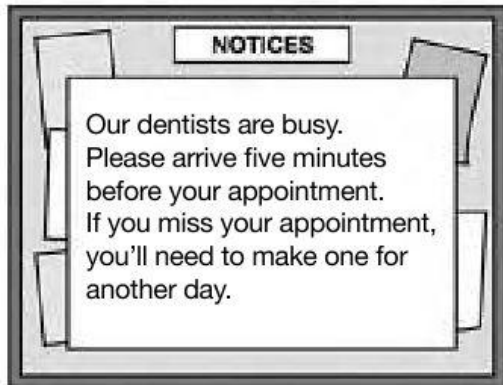 NOTICES
Our dentists are busy.
Please arrive five minutes
before your appointment.
If you miss your appointment,
you'll need to make one for
another day.